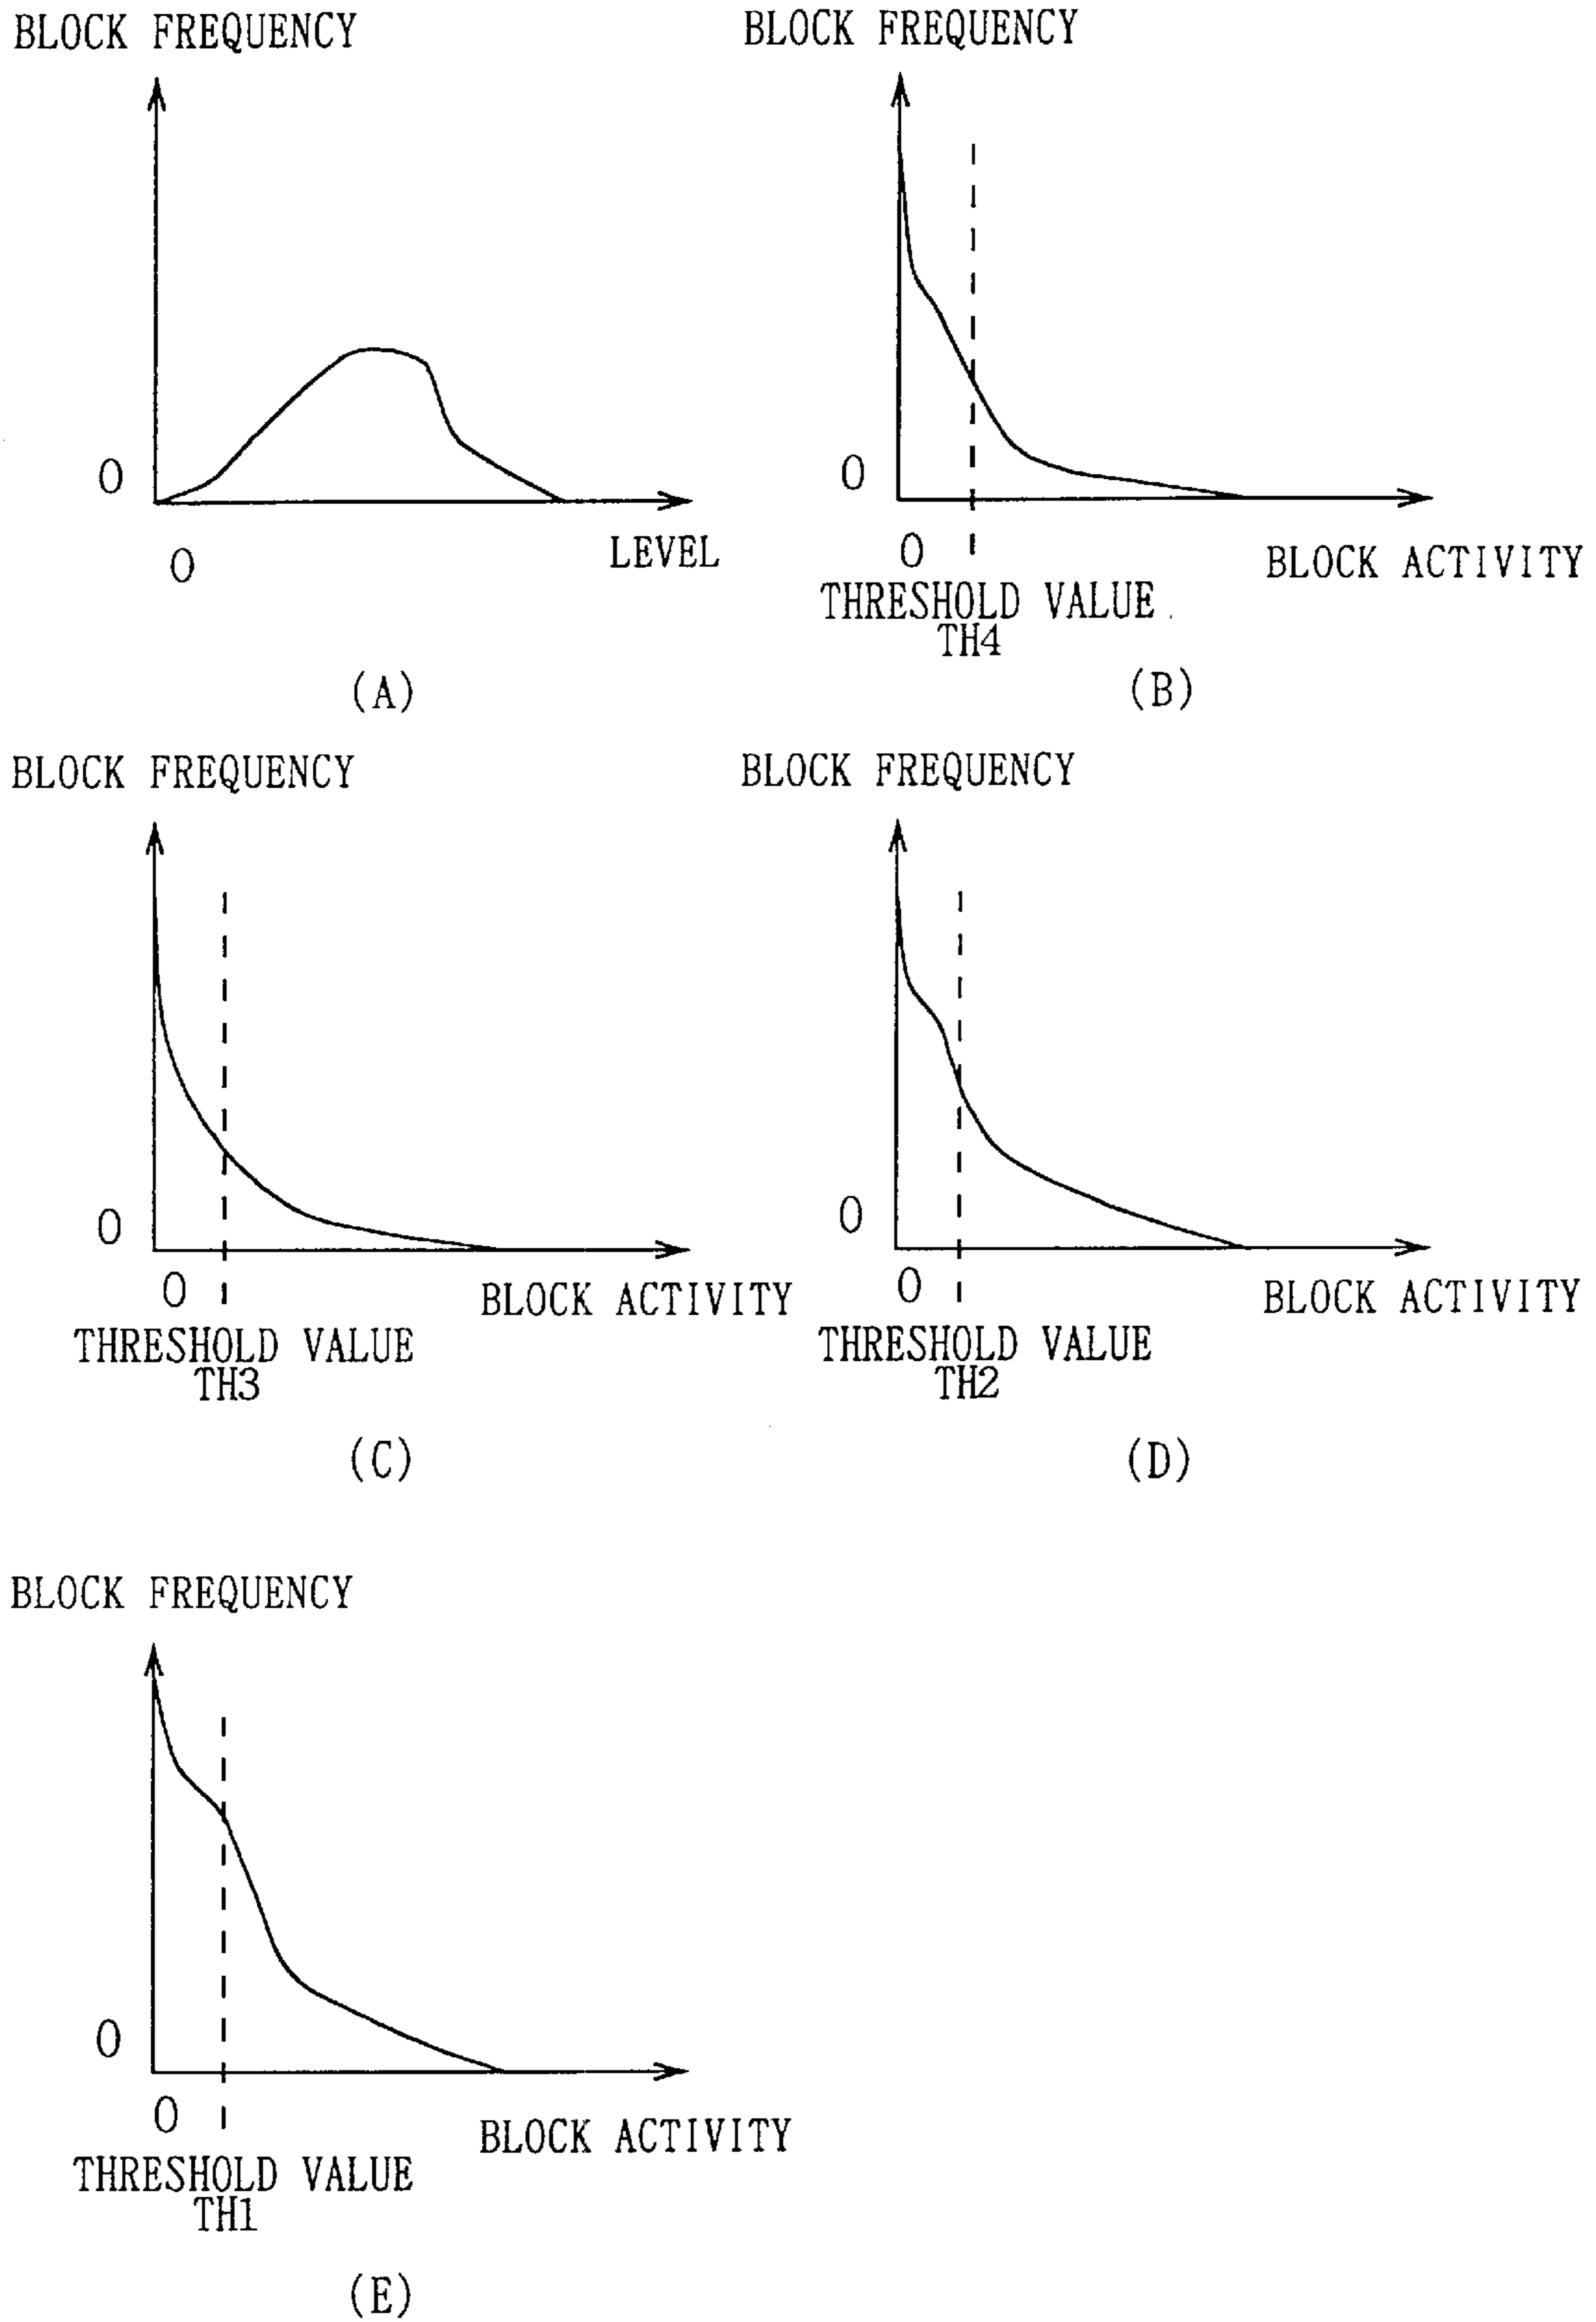 BLOCK FREQUENCY
0
0
LEVEL
(A)
BLOCK FREQUENCY
0
0
BLOCK ACTIVITY
THRESHOLD VALUE
TH4
(B)
BLOCK FREQUENCY
0
0
BLOCK ACTIVITY
THRESHOLD VALUE
TH3
(C)
BLOCK FREQUENCY
0
0
BLOCK ACTIVITY
THRESHOLD VALUE
TH2
(D)
BLOCK FREQUENCY
0
0
BLOCK ACTIVITY
THRESHOLD VALUE
TH1
(E)